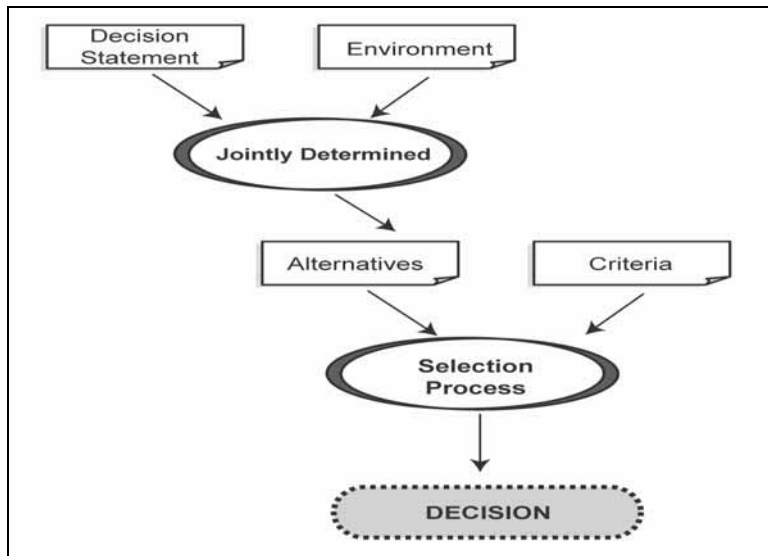 Decision
Statement
Environment
Jointly Determined
Alternatives
Criteria
Selection
Process
DECISION